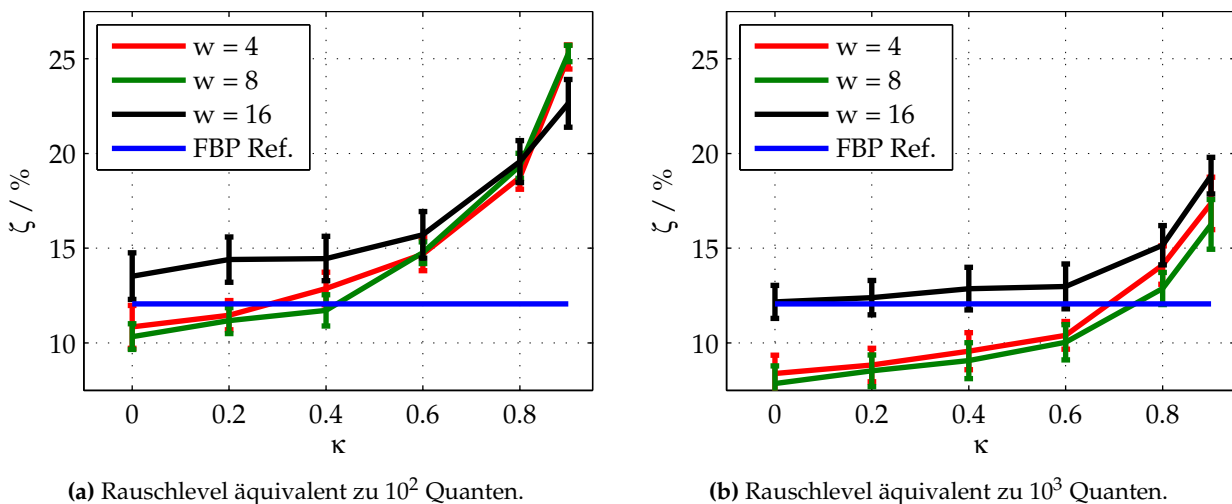 25
20
15
10
ζ / %
w = 4
w = 8
w = 16
FBP Ref.
0
0.2
0.4
0.6
0.8
κ
(a) Rauschlevel äquivalent zu 10² Quanten.
25
20
15
10
ζ / %
w = 4
w = 8
w = 16
FBP Ref.
0
0.2
0.4
0.6
0.8
κ
(b) Rauschlevel äquivalent zu 10³ Quanten.